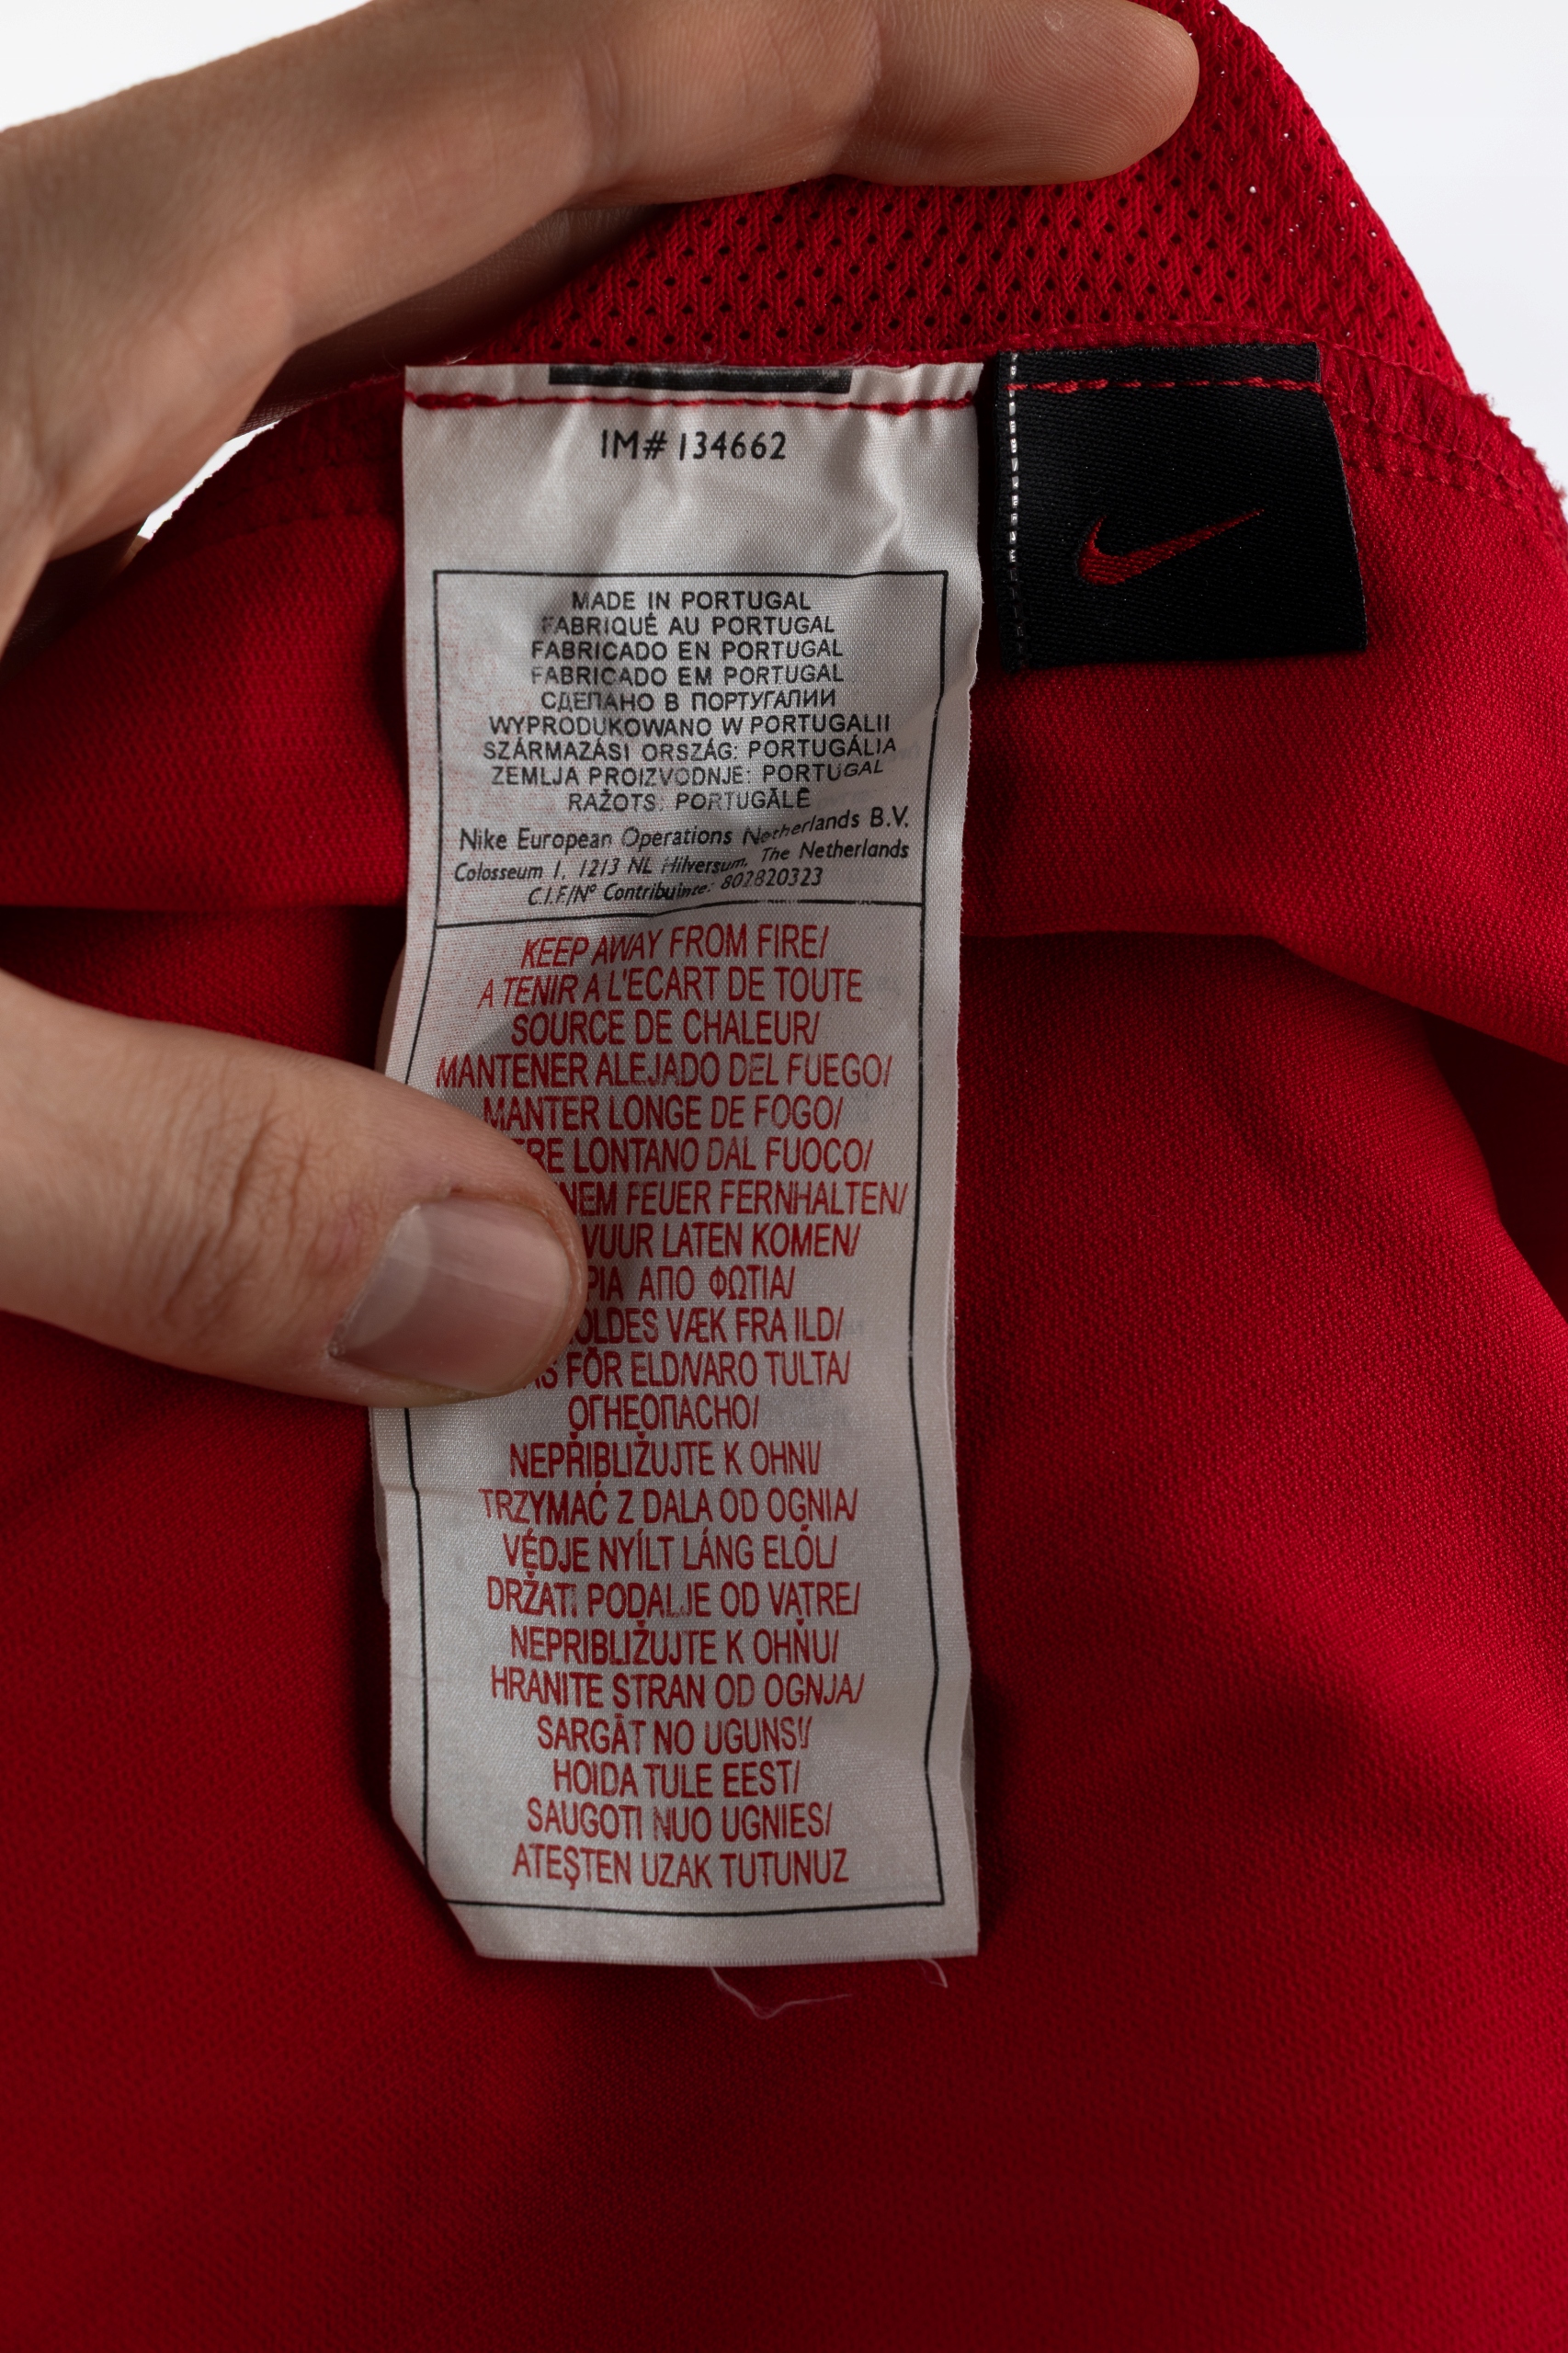 IM# 134662
MADE IN PORTUGAL
FABRIQUÉ AU PORTUGAL
FABRICADO EN PORTUGAL
FABRICADO EM PORTUGAL
СДЕЛАНО В ПОРТУГАЛИИ
WYPRODUKOWANO W PORTUGALII
SZÁRMAZÁSI ORSZÁG: PORTUGÁLIA
ZEMLJA PROIZVODNJE: PORTUGAL
RAŽOTS: PORTUGĀLĒ
Nike European Operations Netherlands B.V.
Colosseum 1, 1213 NL Hilversum, The Netherlands
C.I.F./Nº Contribuinte: 802820323
KEEP AWAY FROM FIRE/
A TENIR A L'ECART DE TOUTE
SOURCE DE CHALEUR/
MANTENER ALEJADO DEL FUEGO/
MANTER LONGE DE FOGO/
LONTANO DAL FUOCO/
FEUER FERNHALTEN/
VUUR LATEN KOMEN/
ΑΠΟ ΦΩΤΙΑ/
VÆK FRA ILD/
FÖR ELD/VARO TULTA/
ОГНЕОПАСНО/
NEPŘIBLIŽUJTE K OHNI/
TRZYMAĆ Z DALA OD OGNIA/
VÉDJE NYÍLT LÁNG ELŐL/
DRŽATI PODALJE OD VATRE/
NEPRIBLIŽUJTE K OHŇU/
HRANITE STRAN OD OGNJA/
SARGĀT NO UGUNS!/
HOIDA TULE EEST/
SAUGOTI NUO UGNIES/
ATEŞTEN UZAK TUTUNUZ